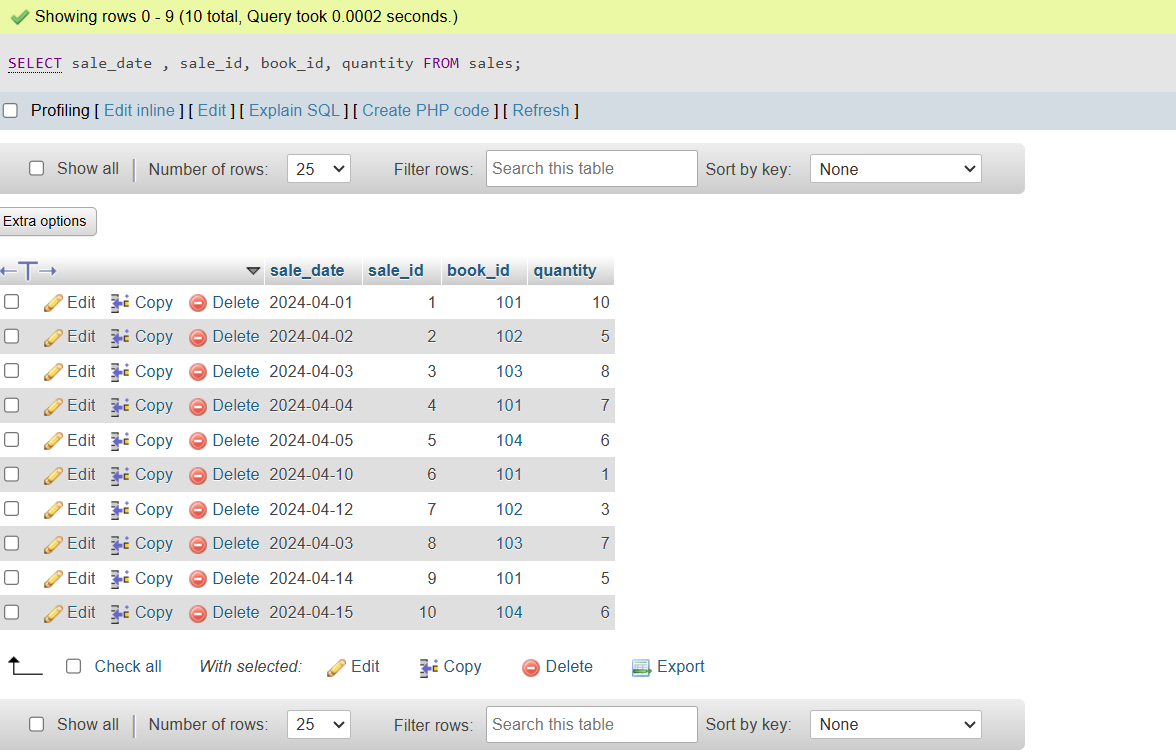 Showing rows 0 - 9 (10 total, Query took 0.0002 seconds.)
SELECT sale_date , sale_id, book_id, quantity FROM sales;
Profiling [ Edit inline ] [ Edit ] [ Explain SQL ] [ Create PHP code ] [ Refresh ]
Show all Number of rows: 25 Filter rows: Search this table Sort by key: None
Extra options
sale_date sale_id book_id quantity
Edit Copy Delete 2024-04-01 1 101 10
Edit Copy Delete 2024-04-02 2 102 5
Edit Copy Delete 2024-04-03 3 103 8
Edit Copy Delete 2024-04-04 4 101 7
Edit Copy Delete 2024-04-05 5 104 6
Edit Copy Delete 2024-04-10 6 101 1
Edit Copy Delete 2024-04-12 7 102 3
Edit Copy Delete 2024-04-03 8 103 7
Edit Copy Delete 2024-04-14 9 101 5
Edit Copy Delete 2024-04-15 10 104 6
Check all With selected: Edit Copy Delete Export
Show all Number of rows: 25 Filter rows: Search this table Sort by key: None